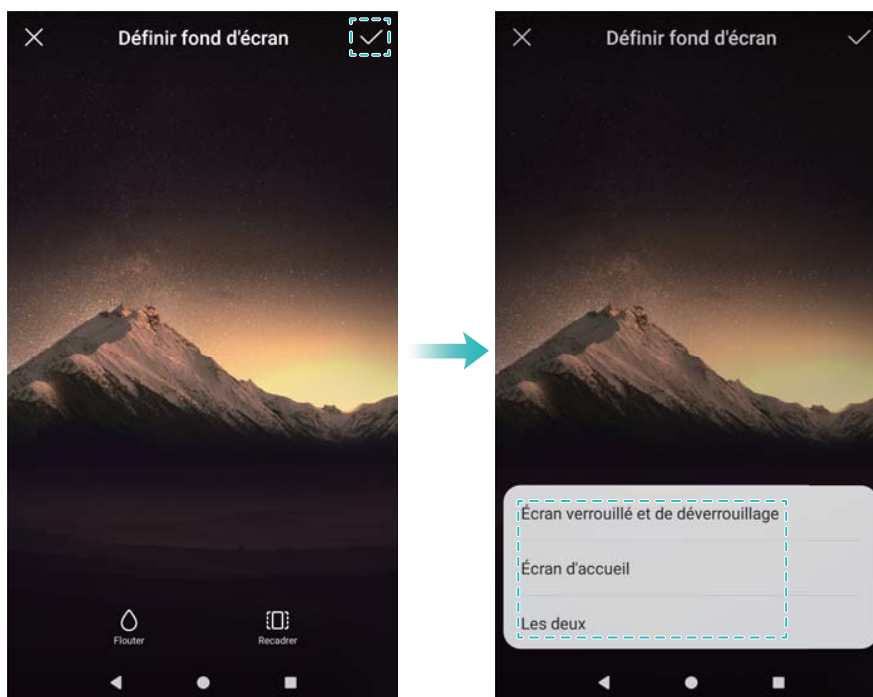 Définir fond d'écran
Flouter
Recadrer
Définir fond d'écran
Écran verrouillé et de déverrouillage
Écran d'accueil
Les deux